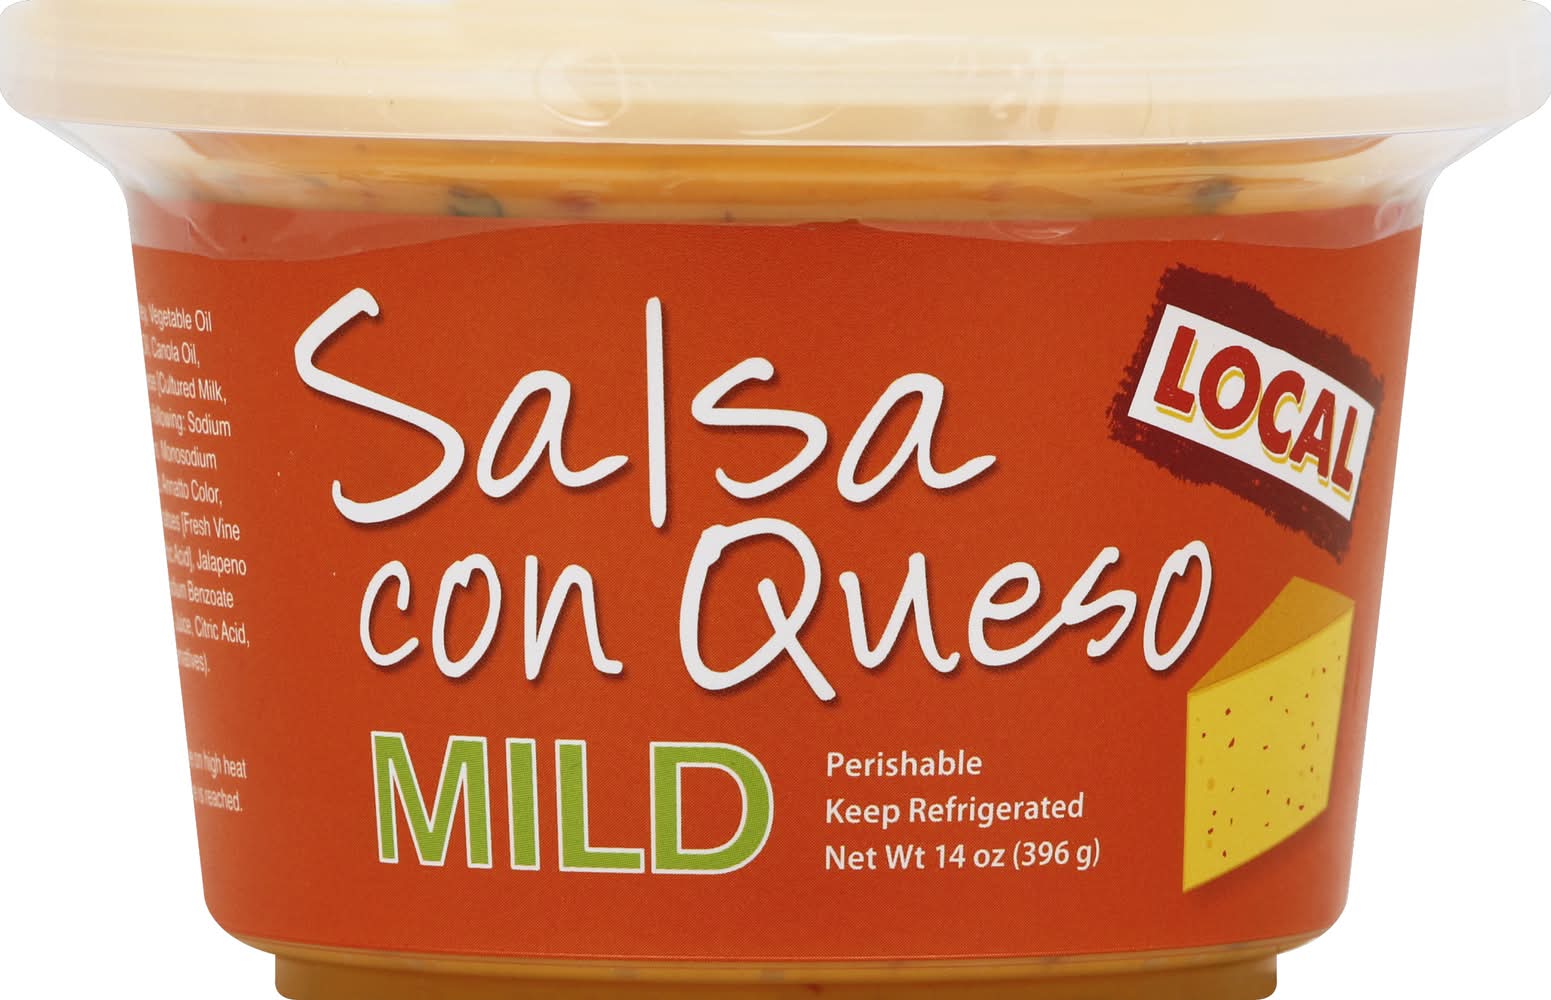 Vegetable Oil
Canola Oil,
[Cultured Milk,
Sodium
Monosodium
Annatto Color,
[Fresh Vine
Acid], Jalapeno
Benzoate
Citric Acid,
on high heat
is reached.
Salsa
con Queso
LOCAL
MILD
Perishable
Keep Refrigerated
Net Wt 14 oz (396 g)